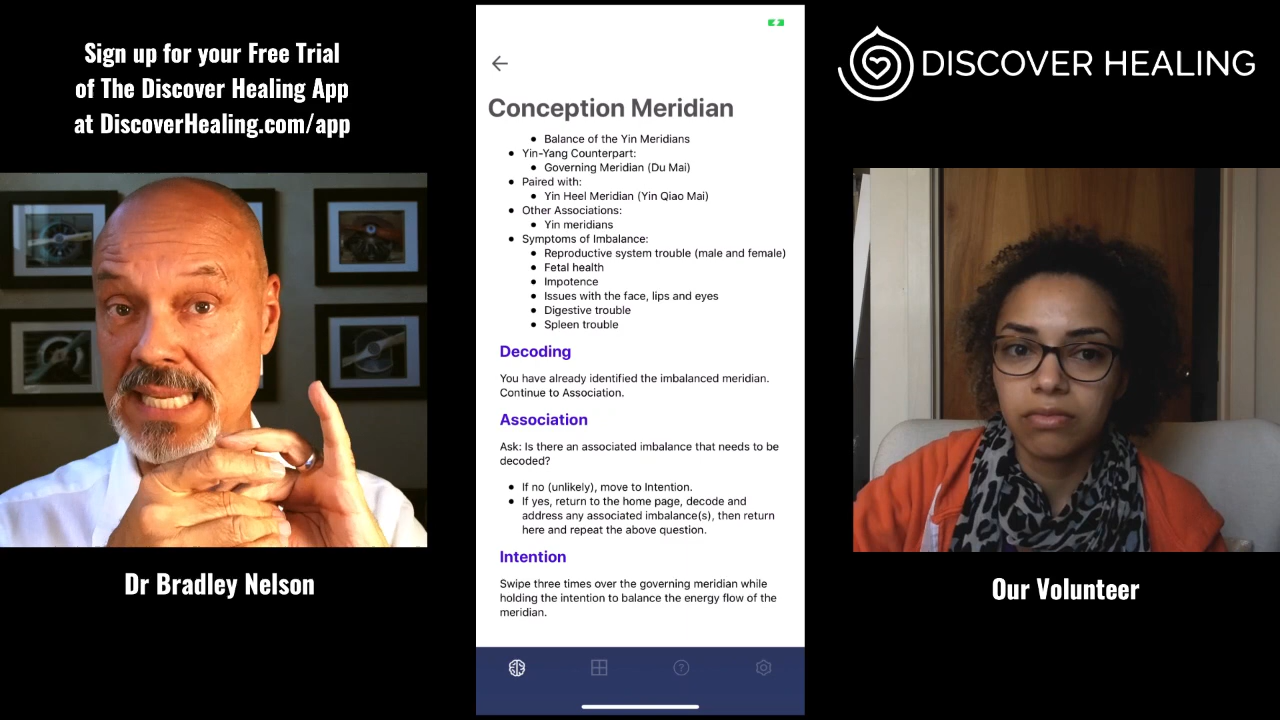 Sign up for your Free Trial
of The Discover Healing App
at DiscoverHealing.com/app
Dr Bradley Nelson
Conception Meridian
Balance of the Yin Meridians
Yin-Yang Counterpart:
Governing Meridian (Du Mai)
Paired with:
Yin Heel Meridian (Yin Qiao Mai)
Other Associations:
Yin meridians
Symptoms of Imbalance:
Reproductive system trouble (male and female)
Fetal health
Impotence
Issues with the face, lips and eyes
Digestive trouble
Spleen trouble
Decoding
You have already identified the imbalanced meridian.
Continue to Association.
Association
Ask: Is there an associated imbalance that needs to be
decoded?
If no (unlikely), move to Intention.
If yes, return to the home page, decode and
address any associated imbalance(s), then return
here and repeat the above question.
Intention
Swipe three times over the governing meridian while
holding the intention to balance the energy flow of the
meridian.
DISCOVER HEALING
Our Volunteer